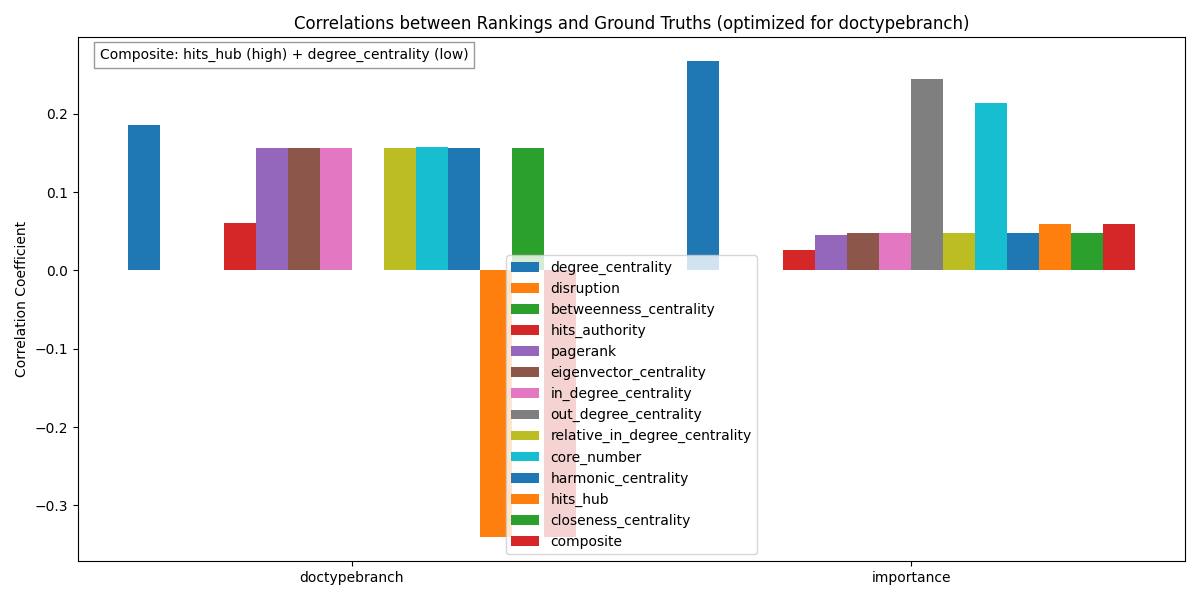 Correlations between Rankings and Ground Truths (optimized for doctypebranch)
Composite: hits_hub (high) + degree_centrality (low)
Correlation Coefficient
0.2
0.1
0.0
−0.1
−0.2
−0.3
degree_centrality
disruption
betweenness_centrality
hits_authority
pagerank
eigenvector_centrality
in_degree_centrality
out_degree_centrality
relative_in_degree_centrality
core_number
harmonic_centrality
hits_hub
closeness_centrality
composite
doctypebranch
importance